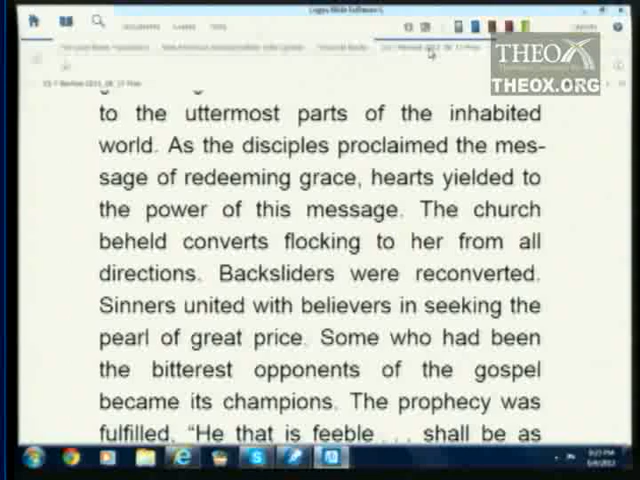 Logos Bible Software 5
THEOX
THEOX.ORG
to the uttermost parts of the inhabited
world. As the disciples proclaimed the mes-
sage of redeeming grace, hearts yielded to
the power of this message. The church
beheld converts flocking to her from all
directions. Backsliders were reconverted.
Sinners united with believers in seeking the
pearl of great price. Some who had been
the bitterest opponents of the gospel
became its champions. The prophecy was
fulfilled, “He that is feeble . . . shall be as